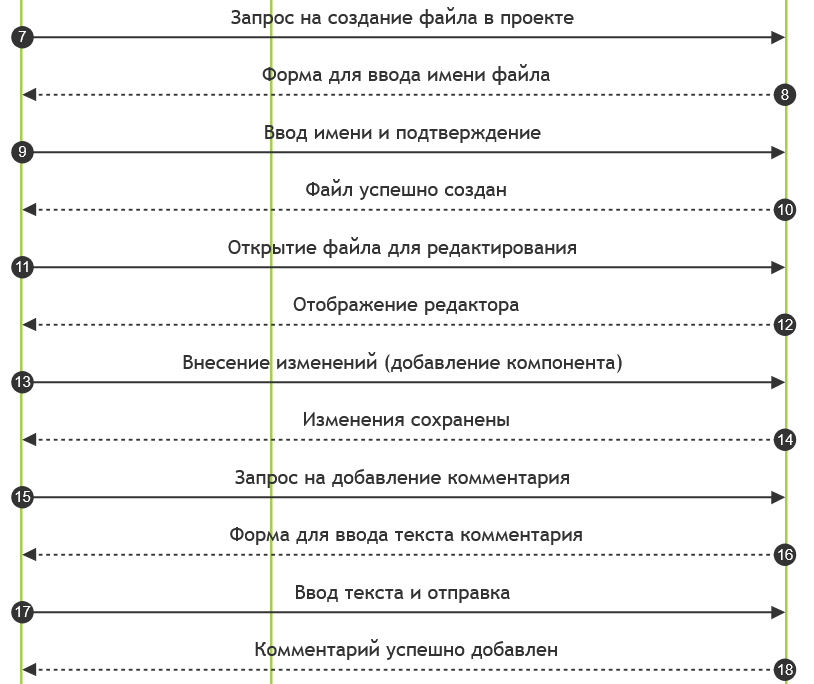 Запрос на создание файла в проекте
7
Форма для ввода имени файла
8
Ввод имени и подтверждение
9
Файл успешно создан
10
Открытие файла для редактирования
11
Отображение редактора
12
Внесение изменений (добавление компонента)
13
Изменения сохранены
14
Запрос на добавление комментария
15
Форма для ввода текста комментария
16
Ввод текста и отправка
17
Комментарий успешно добавлен
18